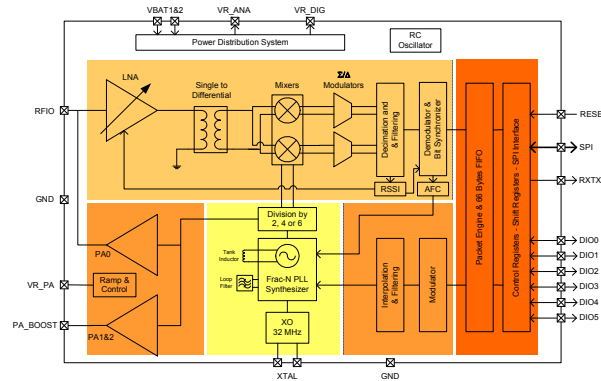 VBAT1&2
VR_ANA
VR_DIG
Power Distribution System
RC
Oscillator
LNA
Single to
Differential
Mixers
Σ/Δ
Modulators
Decimation and
& Filtering
Demodulator &
Bit Synchronizer
RFIO
RSSI
AFC
GND
Division by
2, 4 or 6
Tank
Inductor
Loop
Filter
Frac-N PLL
Synthesizer
XO
32 MHz
XTAL
PA0
VR_PA
Ramp &
Control
PA_BOOST
PA1&2
Interpolation
& Filtering
Modulator
GND
Packet Engine & 66 Bytes FIFO
Control Registers - Shift Registers - SPI Interface
RESE
SPI
RXTX
DIO0
DIO1
DIO2
DIO3
DIO4
DIO5